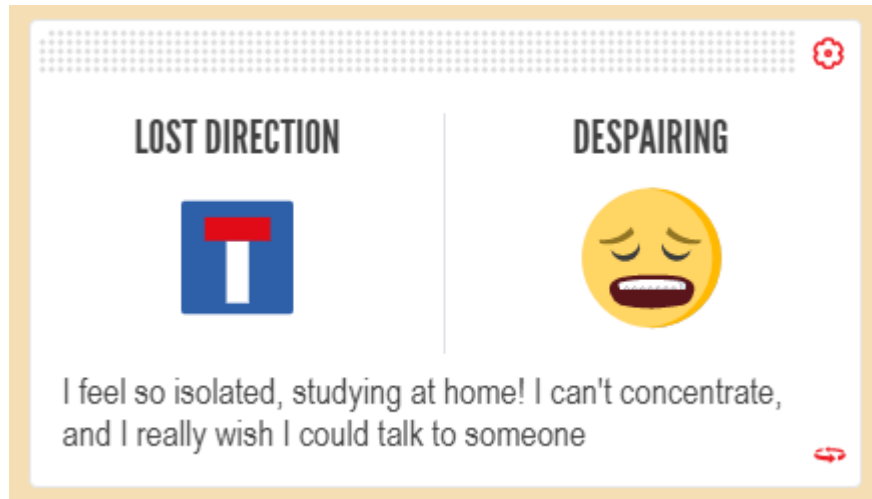 LOST DIRECTION
DESPAIRING
I feel so isolated, studying at home! I can't concentrate,
and I really wish I could talk to someone